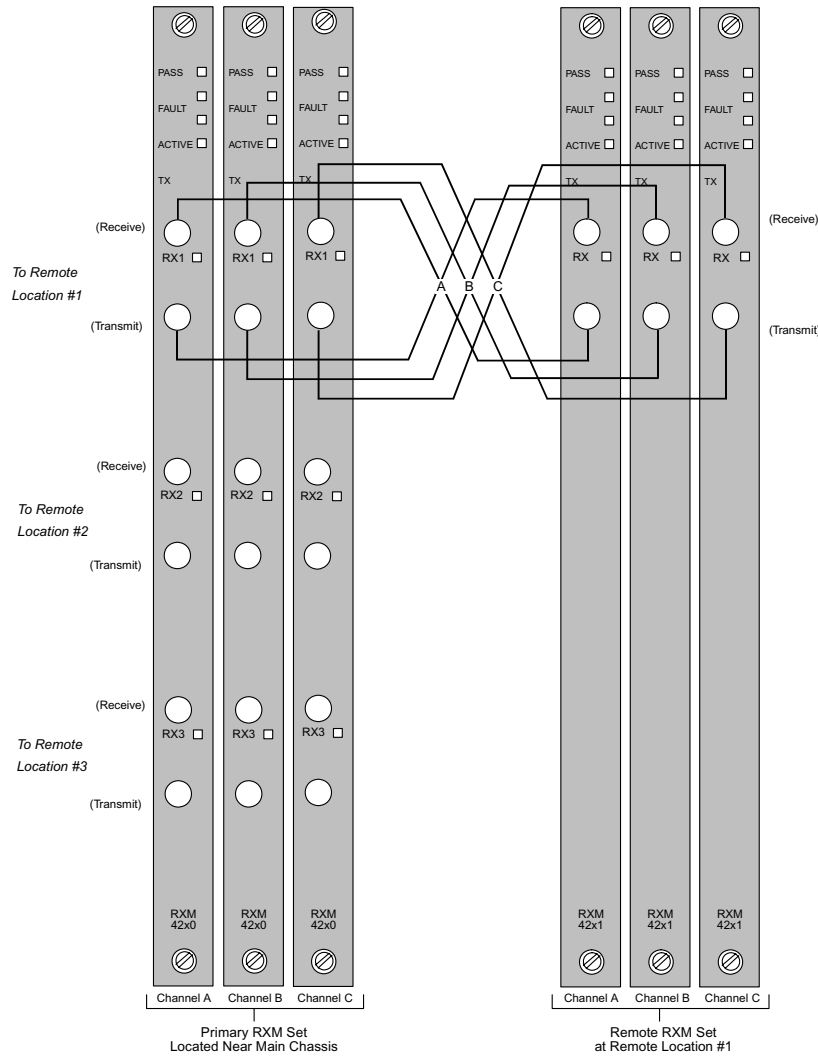 PASS PASS PASS PASS PASS PASS
FAULT FAULT FAULT FAULT FAULT FAULT
ACTIVE ACTIVE ACTIVE ACTIVE ACTIVE ACTIVE
TX TX TX TX TX TX
(Receive) (Receive)
RX1 RX1 RX1 RX RX RX
To Remote
Location #1
A B C
(Transmit) (Transmit)
(Receive)
RX2 RX2 RX2
To Remote
Location #2
(Transmit)
(Receive)
RX3 RX3 RX3
To Remote
Location #3
(Transmit)
RXM RXM RXM RXM RXM RXM
42x0 42x0 42x0 42x1 42x1 42x1
Channel A Channel B Channel C Channel A Channel B Channel C
Primary RXM Set
Located Near Main Chassis
Remote RXM Set
at Remote Location #1